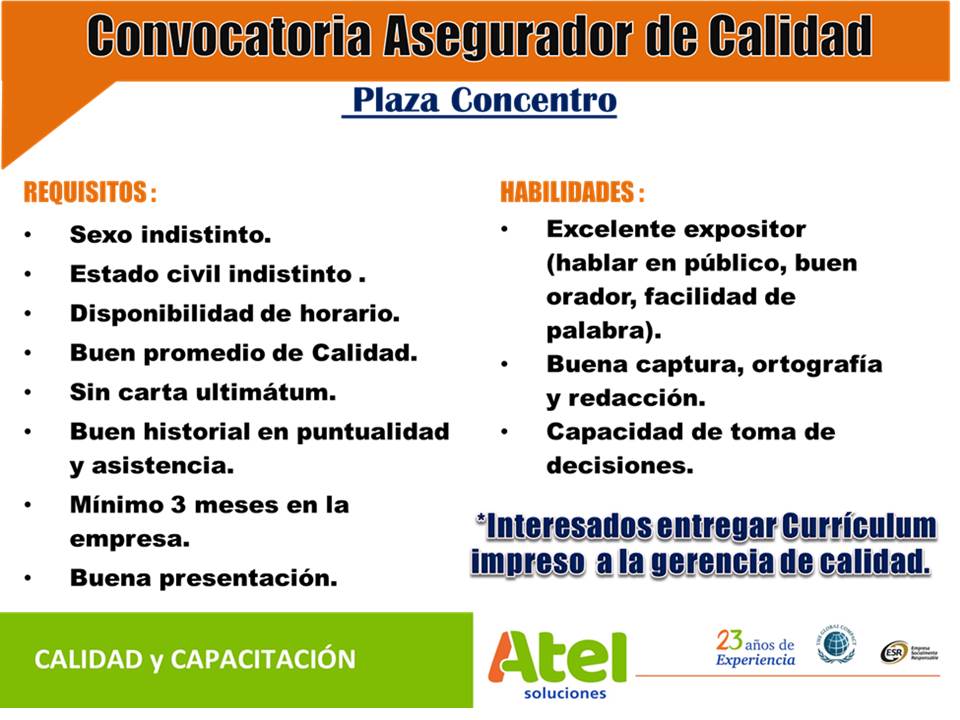 Convocatoria Asegurador de Calidad
Plaza Concentro
REQUISITOS :
• Sexo indistinto.
• Estado civil indistinto .
• Disponibilidad de horario.
• Buen promedio de Calidad.
• Sin carta ultimátum.
• Buen historial en puntualidad
y asistencia.
• Mínimo 3 meses en la
empresa.
• Buena presentación.
HABILIDADES :
• Excelente expositor
(hablar en público, buen
orador, facilidad de
palabra).
• Buena captura, ortografía
y redacción.
• Capacidad de toma de
decisiones.
*Interesados entregar Currículum
impreso a la gerencia de calidad.
CALIDAD y CAPACITACIÓN
Atel
soluciones
23 años de
Experiencia
THE GLOBAL COMPACT
ESR
Empresa
Socialmente
Responsable